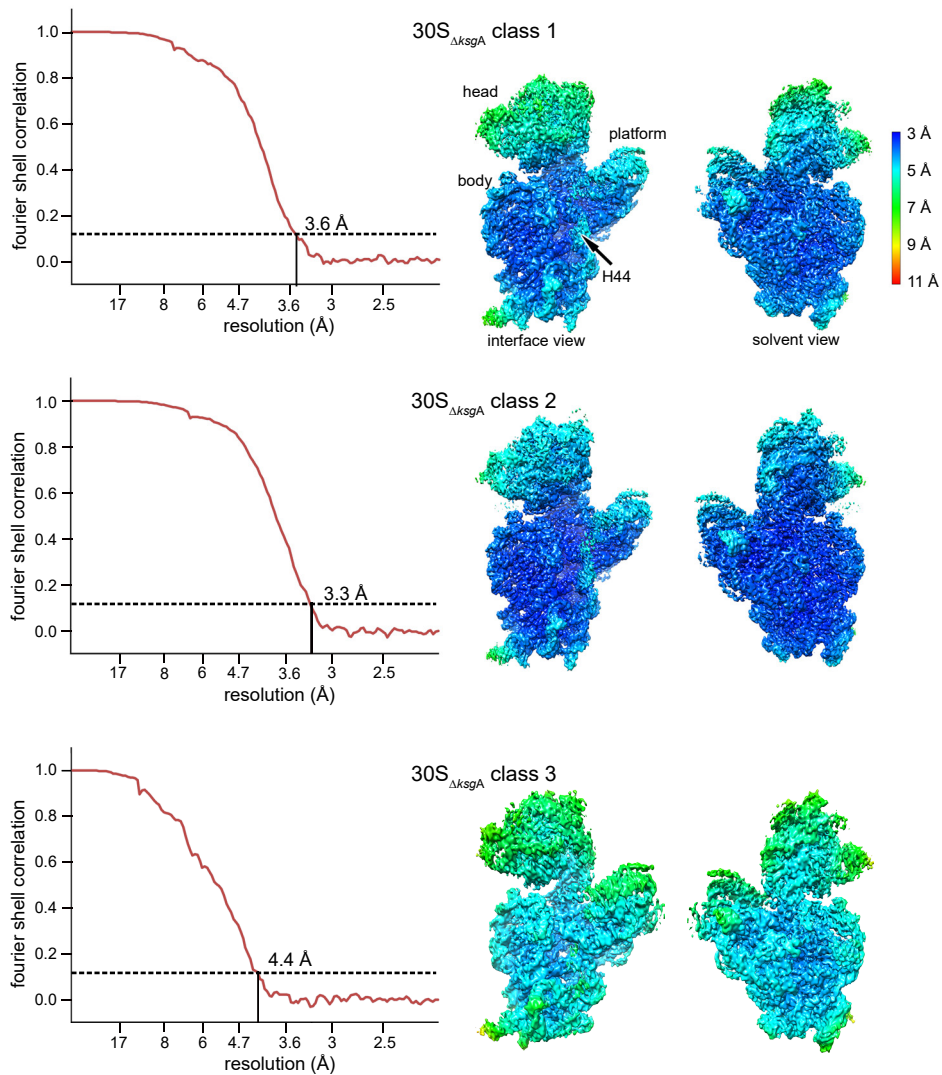 30SΔksgA class 1
fourier shell correlation
1.0
0.8
0.6
0.4
0.2
0.0
3.6 Å
17 8 6 4.7 3.6 3 2.5
resolution (Å)
head
platform
body
H44
interface view
solvent view
3 Å
5 Å
7 Å
9 Å
11 Å
30SΔksgA class 2
fourier shell correlation
1.0
0.8
0.6
0.4
0.2
0.0
3.3 Å
17 8 6 4.7 3.6 3 2.5
resolution (Å)
30SΔksgA class 3
fourier shell correlation
1.0
0.8
0.6
0.4
0.2
0.0
4.4 Å
17 8 6 4.7 3.6 3 2.5
resolution (Å)